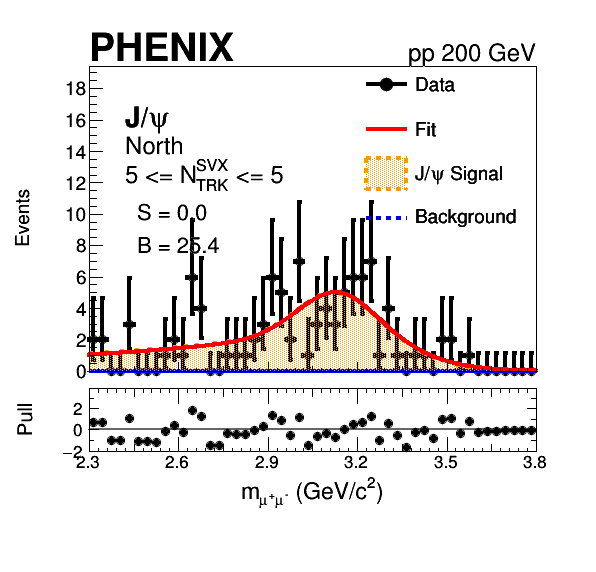 PHENIX pp 200 GeV
J/ψ
North
5 <= N_TRK^SVX <= 5
S = 0.0
B = 25.4
Data
Fit
J/ψ Signal
Background
Events
18
16
14
12
10
8
6
4
2
0
Pull
2
0
−2
2.3 2.6 2.9 3.2 3.5 3.8
m_μ⁺μ⁻ (GeV/c²)